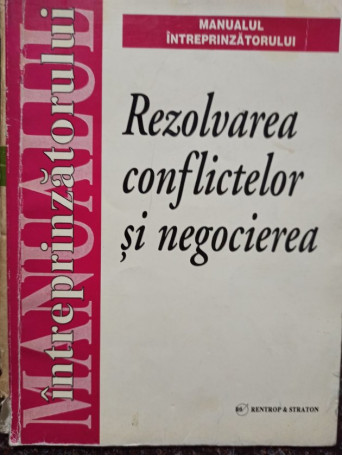 MANUALUL
ÎNTREPRINZĂTORULUI
Rezolvarea
conflictelor
și negocierea
RENTROP & STRATON
MANUALUL
întreprinzătorului